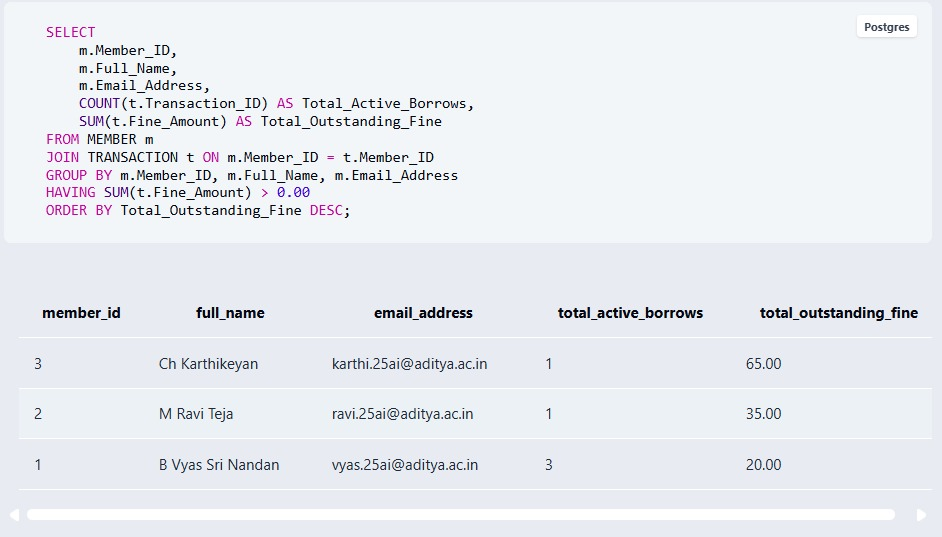 Postgres
SELECT
    m.Member_ID,
    m.Full_Name,
    m.Email_Address,
    COUNT(t.Transaction_ID) AS Total_Active_Borrows,
    SUM(t.Fine_Amount) AS Total_Outstanding_Fine
FROM MEMBER m
JOIN TRANSACTION t ON m.Member_ID = t.Member_ID
GROUP BY m.Member_ID, m.Full_Name, m.Email_Address
HAVING SUM(t.Fine_Amount) > 0.00
ORDER BY Total_Outstanding_Fine DESC;
member_id full_name email_address total_active_borrows total_outstanding_fine
3 Ch Karthikeyan karthi.25ai@aditya.ac.in 1 65.00
2 M Ravi Teja ravi.25ai@aditya.ac.in 1 35.00
1 B Vyas Sri Nandan vyas.25ai@aditya.ac.in 3 20.00